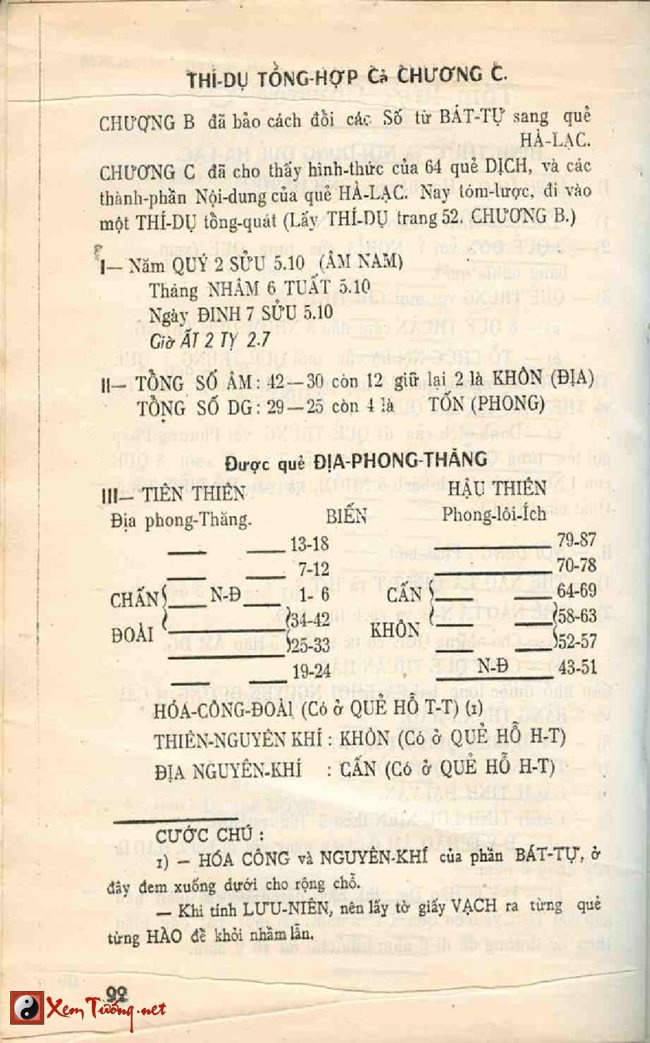 THÍ-DỤ TỔNG-HỢP Cả CHƯƠNG C.
CHƯƠNG B đã bảo cách đồi các Số từ BÁT-TỰ sang quẻ
HÀ-LẠC.
CHƯƠNG C đã cho thấy hình-thức của 64 quẻ DỊCH, và các
thành-phần Nội-dung của quẻ HÀ-LẠC. Nay tóm-lược, đi vào
một THÍ-DỤ tồng-quát (Lấy THÍ-DỤ trang 52. CHƯƠNG B.)
I— Năm QUÝ 2 SỬU 5.10 (ÂM NAM)
Tháng NHÂM 6 TUẤT 5.10
Ngày ĐINH 7 SỬU 5.10
Giờ ẤT 2 TỴ 2.7
II— TỔNG SỐ ÂM : 42—30 còn 12 giữ lại 2 là KHÔN (ĐỊA)
TỔNG SỐ DG : 29—25 còn 4 là TỐN (PHONG)
Được quẻ ĐỊA-PHONG-THĂNG
III— TIÊN THIÊN HẬU THIÊN
Địa phong-Thăng. BIẾN Phong-lôi-Ích
13-18 79-87
7-12 70-78
CHẤN N-Đ 1- 6 CẤN 64-69
ĐOÀI 34-42 KHÔN 58-63
25-33 52-57
19-24 N-Đ 43-51
HÓA-CÔNG-ĐOÀI (Có ở QUẺ HỖ T-T) (1)
THIÊN-NGUYÊN KHÍ : KHÔN (Có ở QUẺ HỖ H-T)
ĐỊA NGUYÊN-KHÍ : CẤN (Có ở QUẺ HỖ H-T)
CƯỚC CHÚ :
1) — HÓA CÔNG và NGUYÊN-KHÍ của phần BÁT-TỰ, ở
đây đem xuống dưới cho rộng chỗ.
— Khi tính LƯU-NIÊN, nên lấy tờ giấy VẠCH ra từng quẻ
từng HÀO đề khỏi nhầm lẫn.
92
XemTướng.net